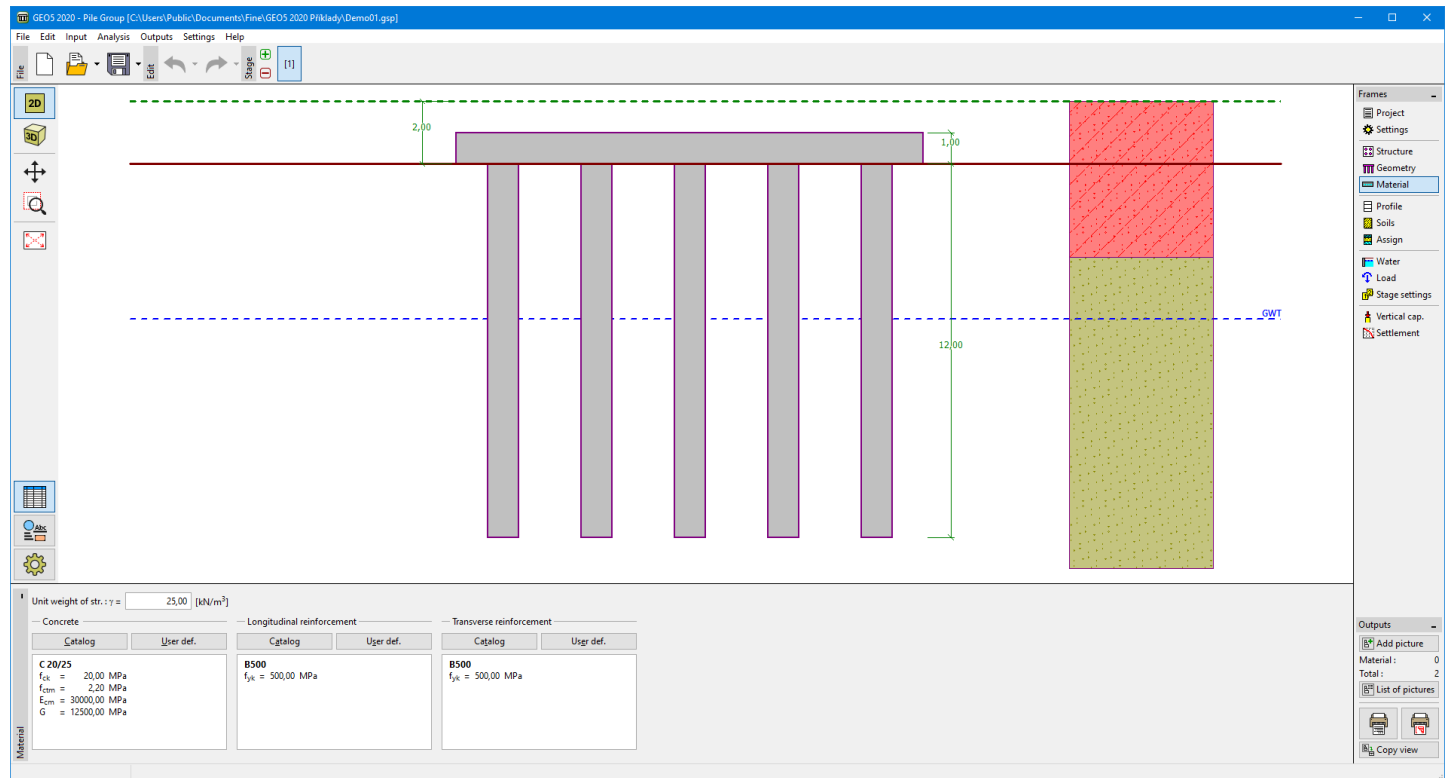 GEO5 2020 - Pile Group [C:\Users\Public\Documents\Fine\GEO5 2020 Příklady\Demo01.gsp]
File Edit Input Analysis Outputs Settings Help
File
Edit
Stage
[1]
2D
3D
Abc
2,00
1,00
12,00
GWT
Frames
Project
Settings
Structure
Geometry
Material
Profile
Soils
Assign
Water
Load
Stage settings
Vertical cap.
Settlement
Material
Unit weight of str. : γ = 25,00 [kN/m³]
Concrete
Catalog User def.
C 20/25
fck = 20,00 MPa
fctm = 2,20 MPa
Ecm = 30000,00 MPa
G = 12500,00 MPa
Longitudinal reinforcement
Catalog User def.
B500
fyk = 500,00 MPa
Transverse reinforcement
Catalog User def.
B500
fyk = 500,00 MPa
Outputs
Add picture
Material : 0
Total : 2
List of pictures
Copy view